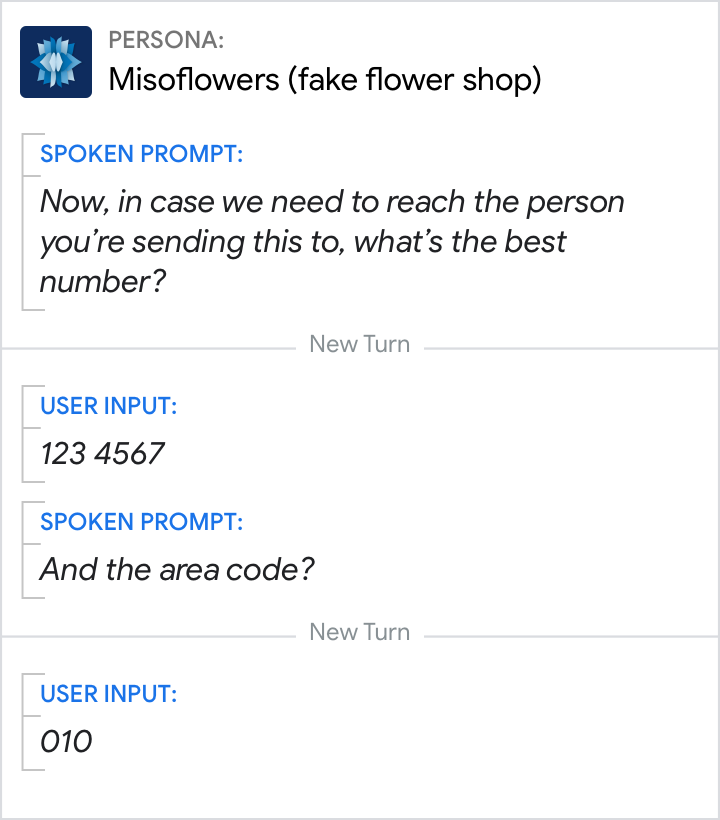 PERSONA:
Misoflowers (fake flower shop)
SPOKEN PROMPT:
Now, in case we need to reach the person
you’re sending this to, what’s the best
number?
New Turn
USER INPUT:
123 4567
SPOKEN PROMPT:
And the area code?
New Turn
USER INPUT:
010